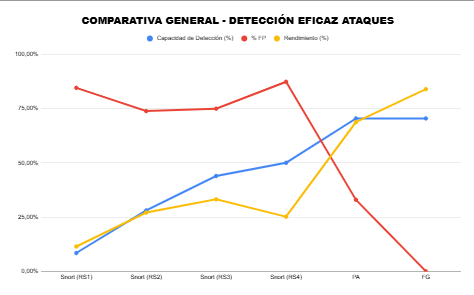 COMPARATIVA GENERAL - DETECCIÓN EFICAZ ATAQUES
Capacidad de Detección (%) % FP Rendimiento (%)
100,00%
75,00%
50,00%
25,00%
0,00%
Snort (RS1) Snort (RS2) Snort (RS3) Snort (RS4) PA FG